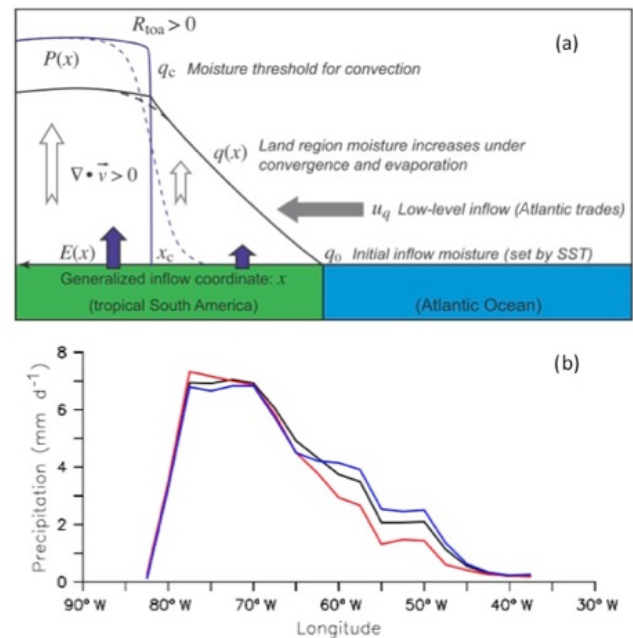 R_toa > 0
(a)
P(x)
q_c Moisture threshold for convection
q(x) Land region moisture increases under
convergence and evaporation
∇ • v⃗ > 0
u_q Low-level inflow (Atlantic trades)
E(x)
x_c
q_0 Initial inflow moisture (set by SST)
Generalized inflow coordinate: x
(tropical South America)
(Atlantic Ocean)
(b)
Precipitation (mm d⁻¹)
8
6
4
2
0
90°W 80°W 70°W 60°W 50°W 40°W 30°W
Longitude